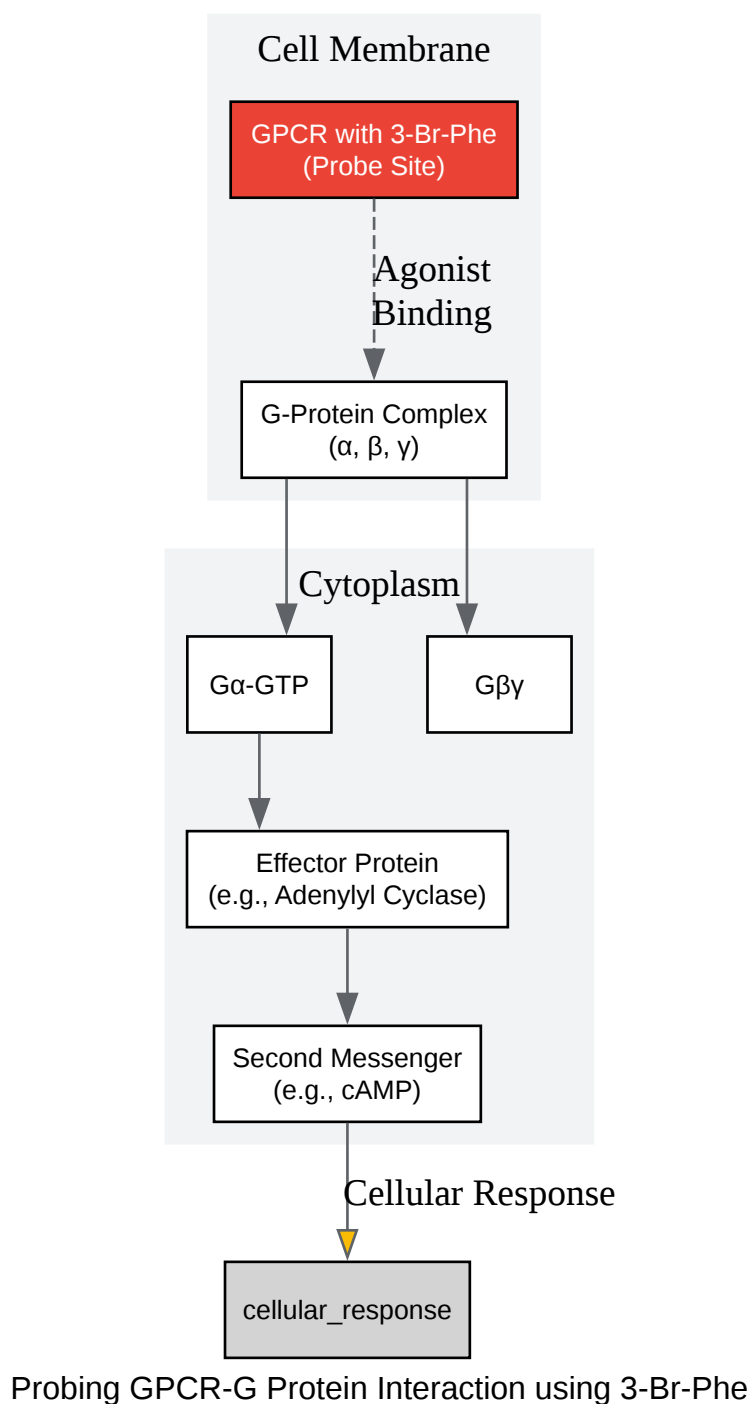 Cell Membrane
GPCR with 3-Br-Phe
(Probe Site)
Agonist
Binding
G-Protein Complex
(α, β, γ)
Cytoplasm
Gα-GTP
Gβγ
Effector Protein
(e.g., Adenylyl Cyclase)
Second Messenger
(e.g., cAMP)
Cellular Response
cellular_response
Probing GPCR-G Protein Interaction using 3-Br-Phe